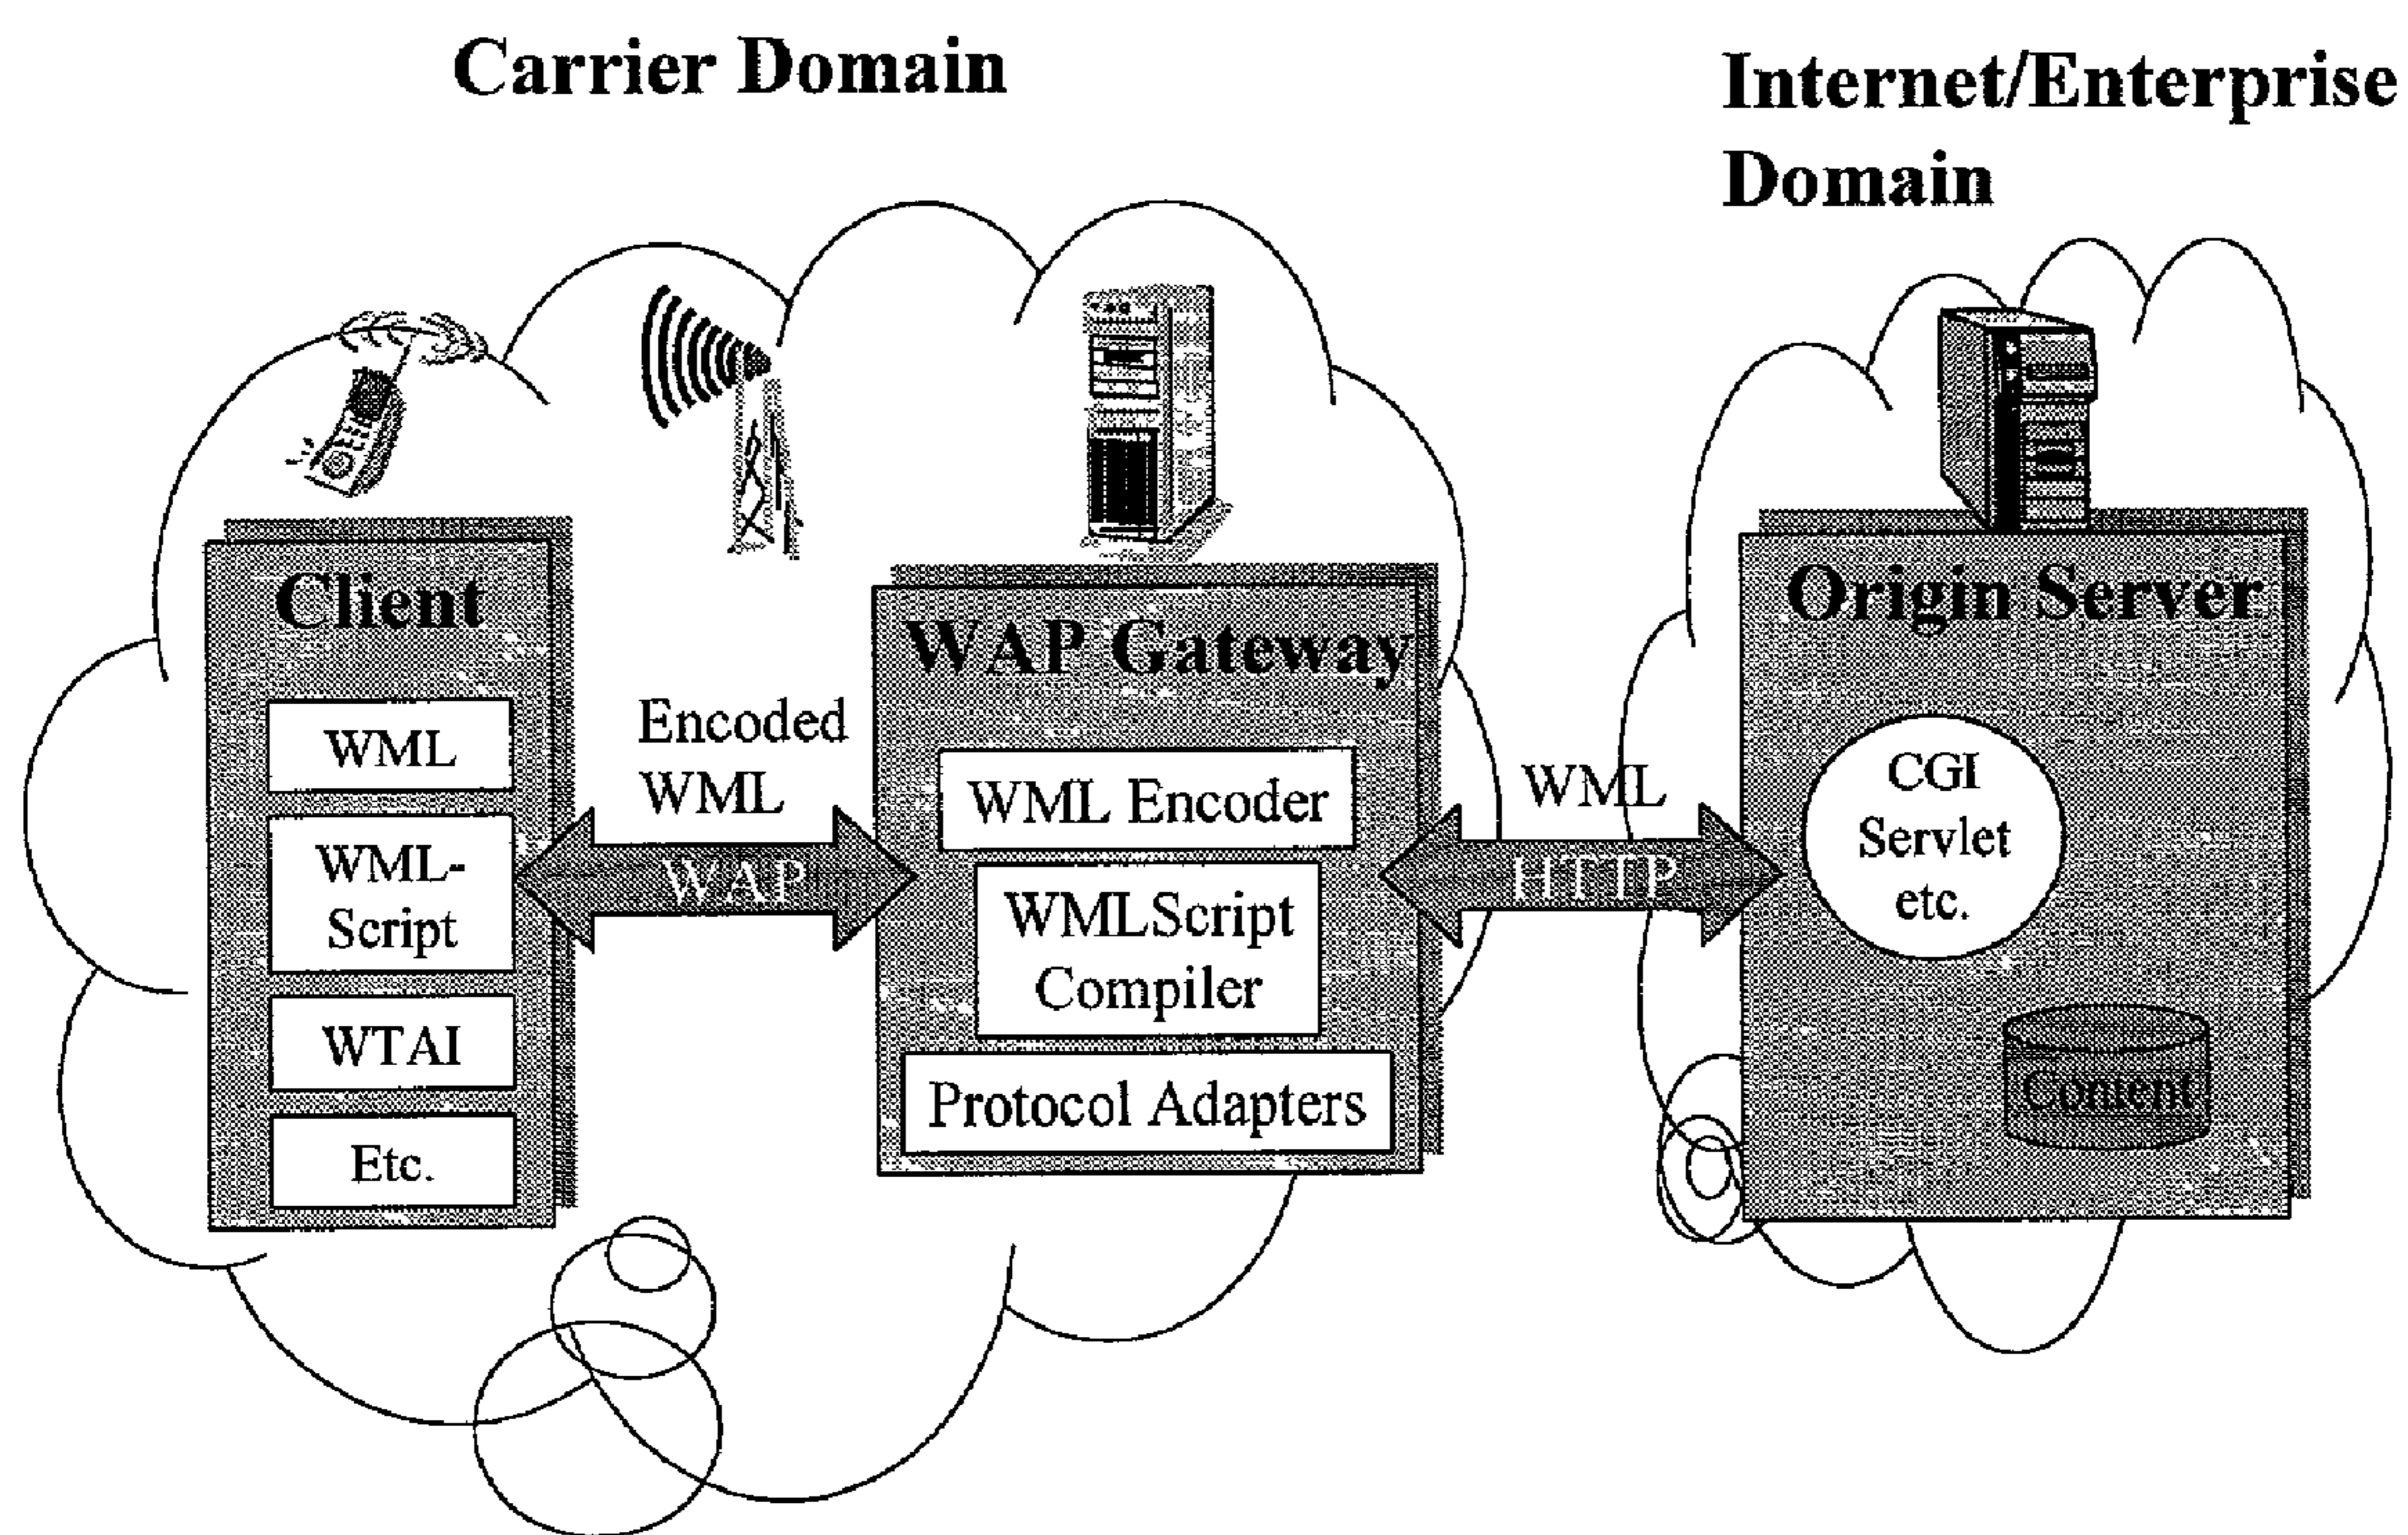 Carrier Domain
Internet/Enterprise
Domain
Client
WML
WML-
Script
WTAI
Etc.
Encoded
WML
WAP
WAP Gateway
WML Encoder
WMLScript
Compiler
Protocol Adapters
WML
HTTP
Origin Server
CGI
Servlet
etc.
Content